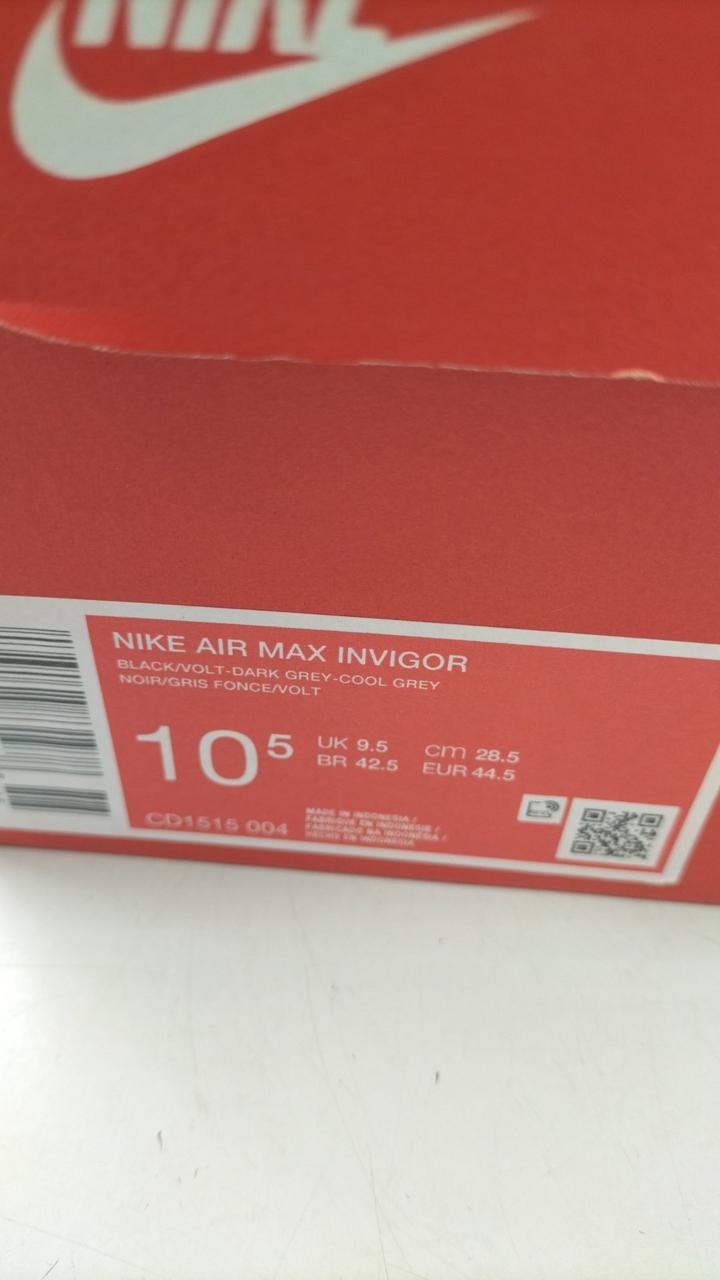 NIKE
NIKE AIR MAX INVIGOR
BLACK/VOLT-DARK GREY-COOL GREY
NOIR/GRIS FONCE/VOLT
10⁵
UK 9.5 cm 28.5
BR 42.5 EUR 44.5
CD1515 004
MADE IN INDONESIA /
FABRIQUE EN INDONESIE /
FABRICADO NA INDONÉSIA /
HECHO EN INDONESIA